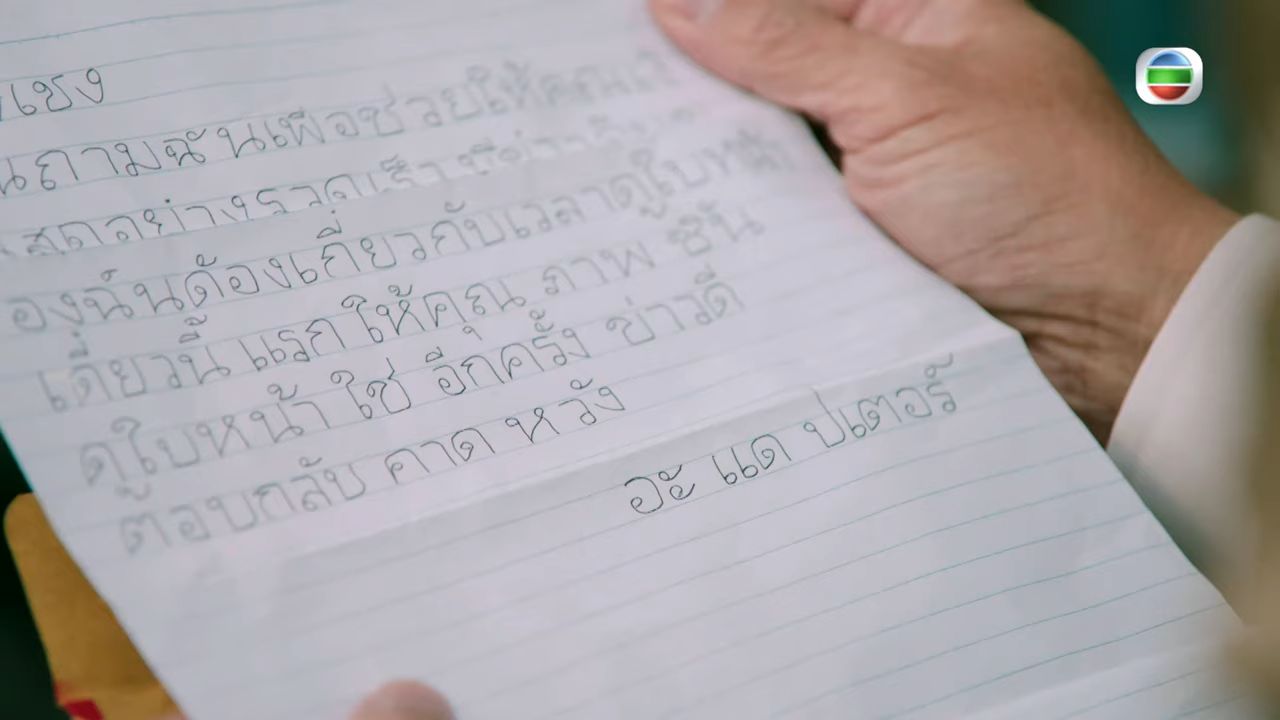 เชง
นถามฉันเพื่อช่วยให้
สดอย่างรวดเร็ว
องฉันต้องเกี่ยวกับเวลาดูใบหน้า
เดี๋ยวนี้ แรก ให้คุณ ภาพ ชัน
ดูใบหน้า ใช่ อีกครั้ง ข่าวดี
ตอบกลับ คาด หวัง
อะ แด ปเตอร์